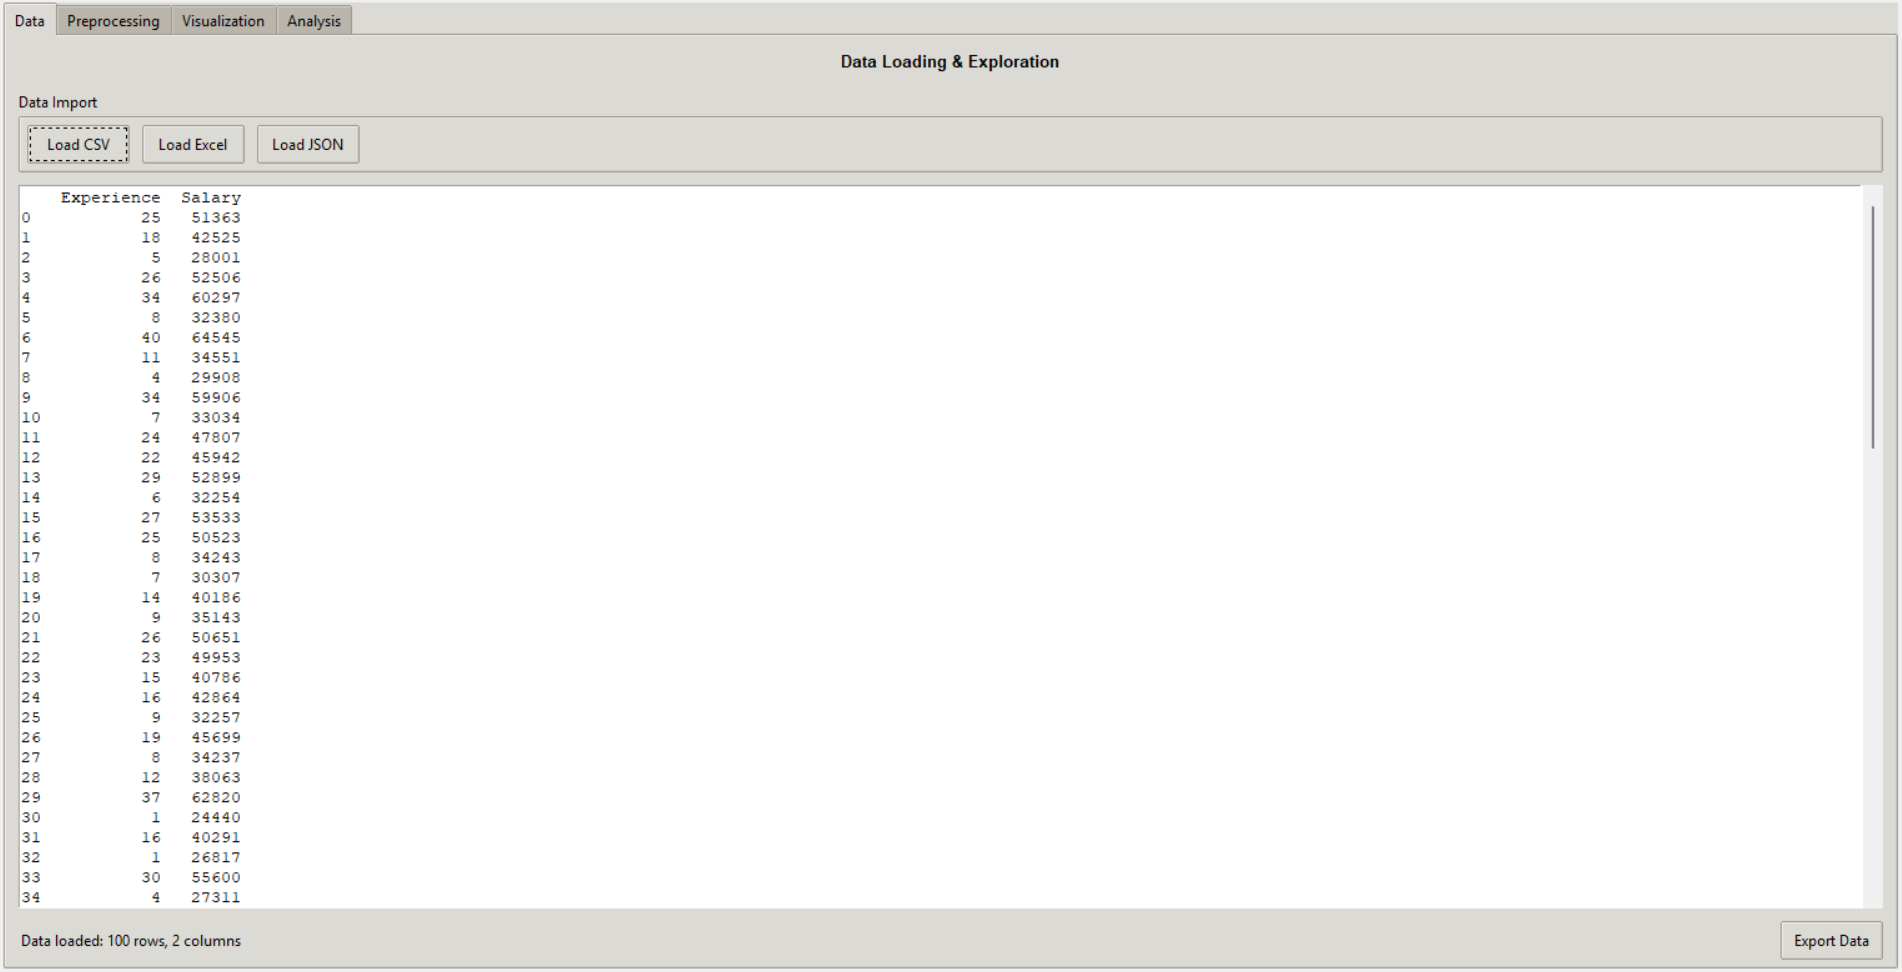 Data Preprocessing Visualization Analysis
Data Loading & Exploration
Data Import
Load CSV Load Excel Load JSON
Experience Salary
0 25 51363
1 18 42525
2 5 28001
3 26 52506
4 34 60297
5 8 32380
6 40 64545
7 11 34551
8 4 29908
9 34 59906
10 7 33034
11 24 47807
12 22 45942
13 29 52899
14 6 32254
15 27 53533
16 25 50523
17 8 34243
18 7 30307
19 14 40186
20 9 35143
21 26 50651
22 23 49953
23 15 40786
24 16 42864
25 9 32257
26 19 45699
27 8 34237
28 12 38063
29 37 62820
30 1 24440
31 16 40291
32 1 26817
33 30 55600
34 4 27311
Data loaded: 100 rows, 2 columns Export Data